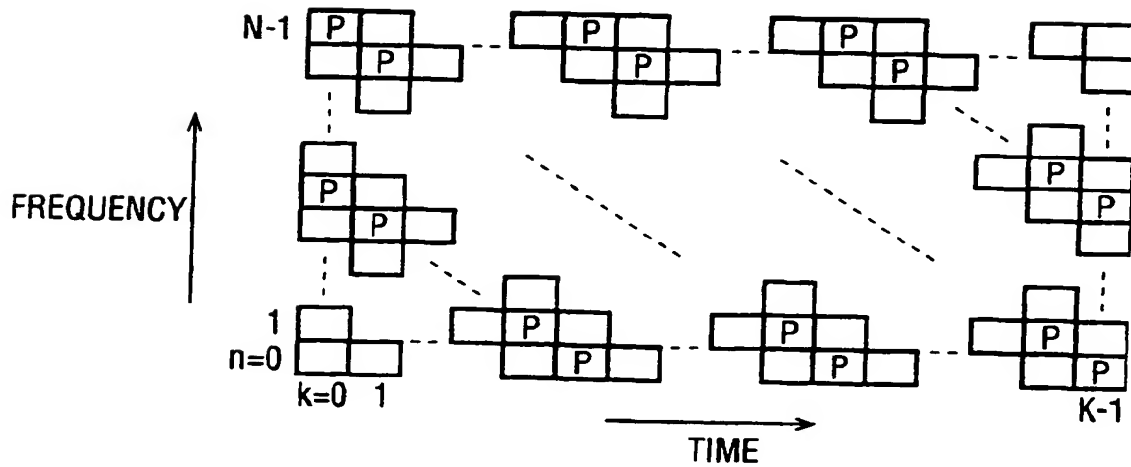 N-1
P P P
P P P
P P
FREQUENCY P P
1 P P P
n=0 P P P
k=0 1 K-1
TIME